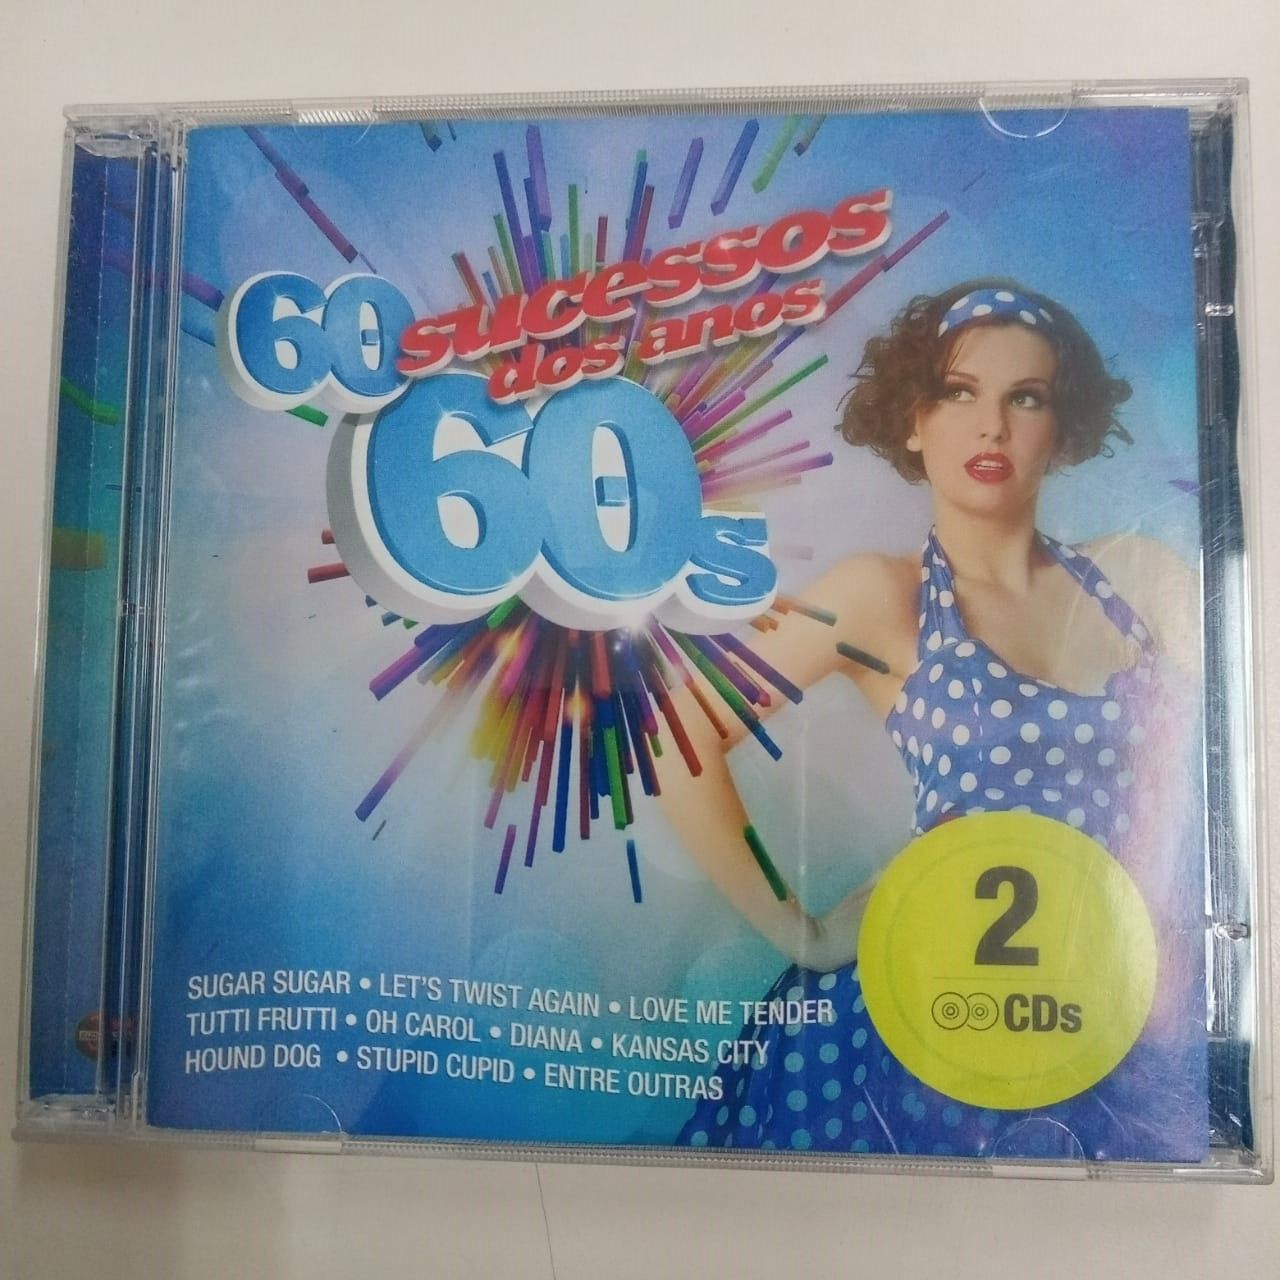 60 sucessos
dos anos
60s
SUGAR SUGAR • LET'S TWIST AGAIN • LOVE ME TENDER
TUTTI FRUTTI • OH CAROL • DIANA • KANSAS CITY
HOUND DOG • STUPID CUPID • ENTRE OUTRAS
2
CDs